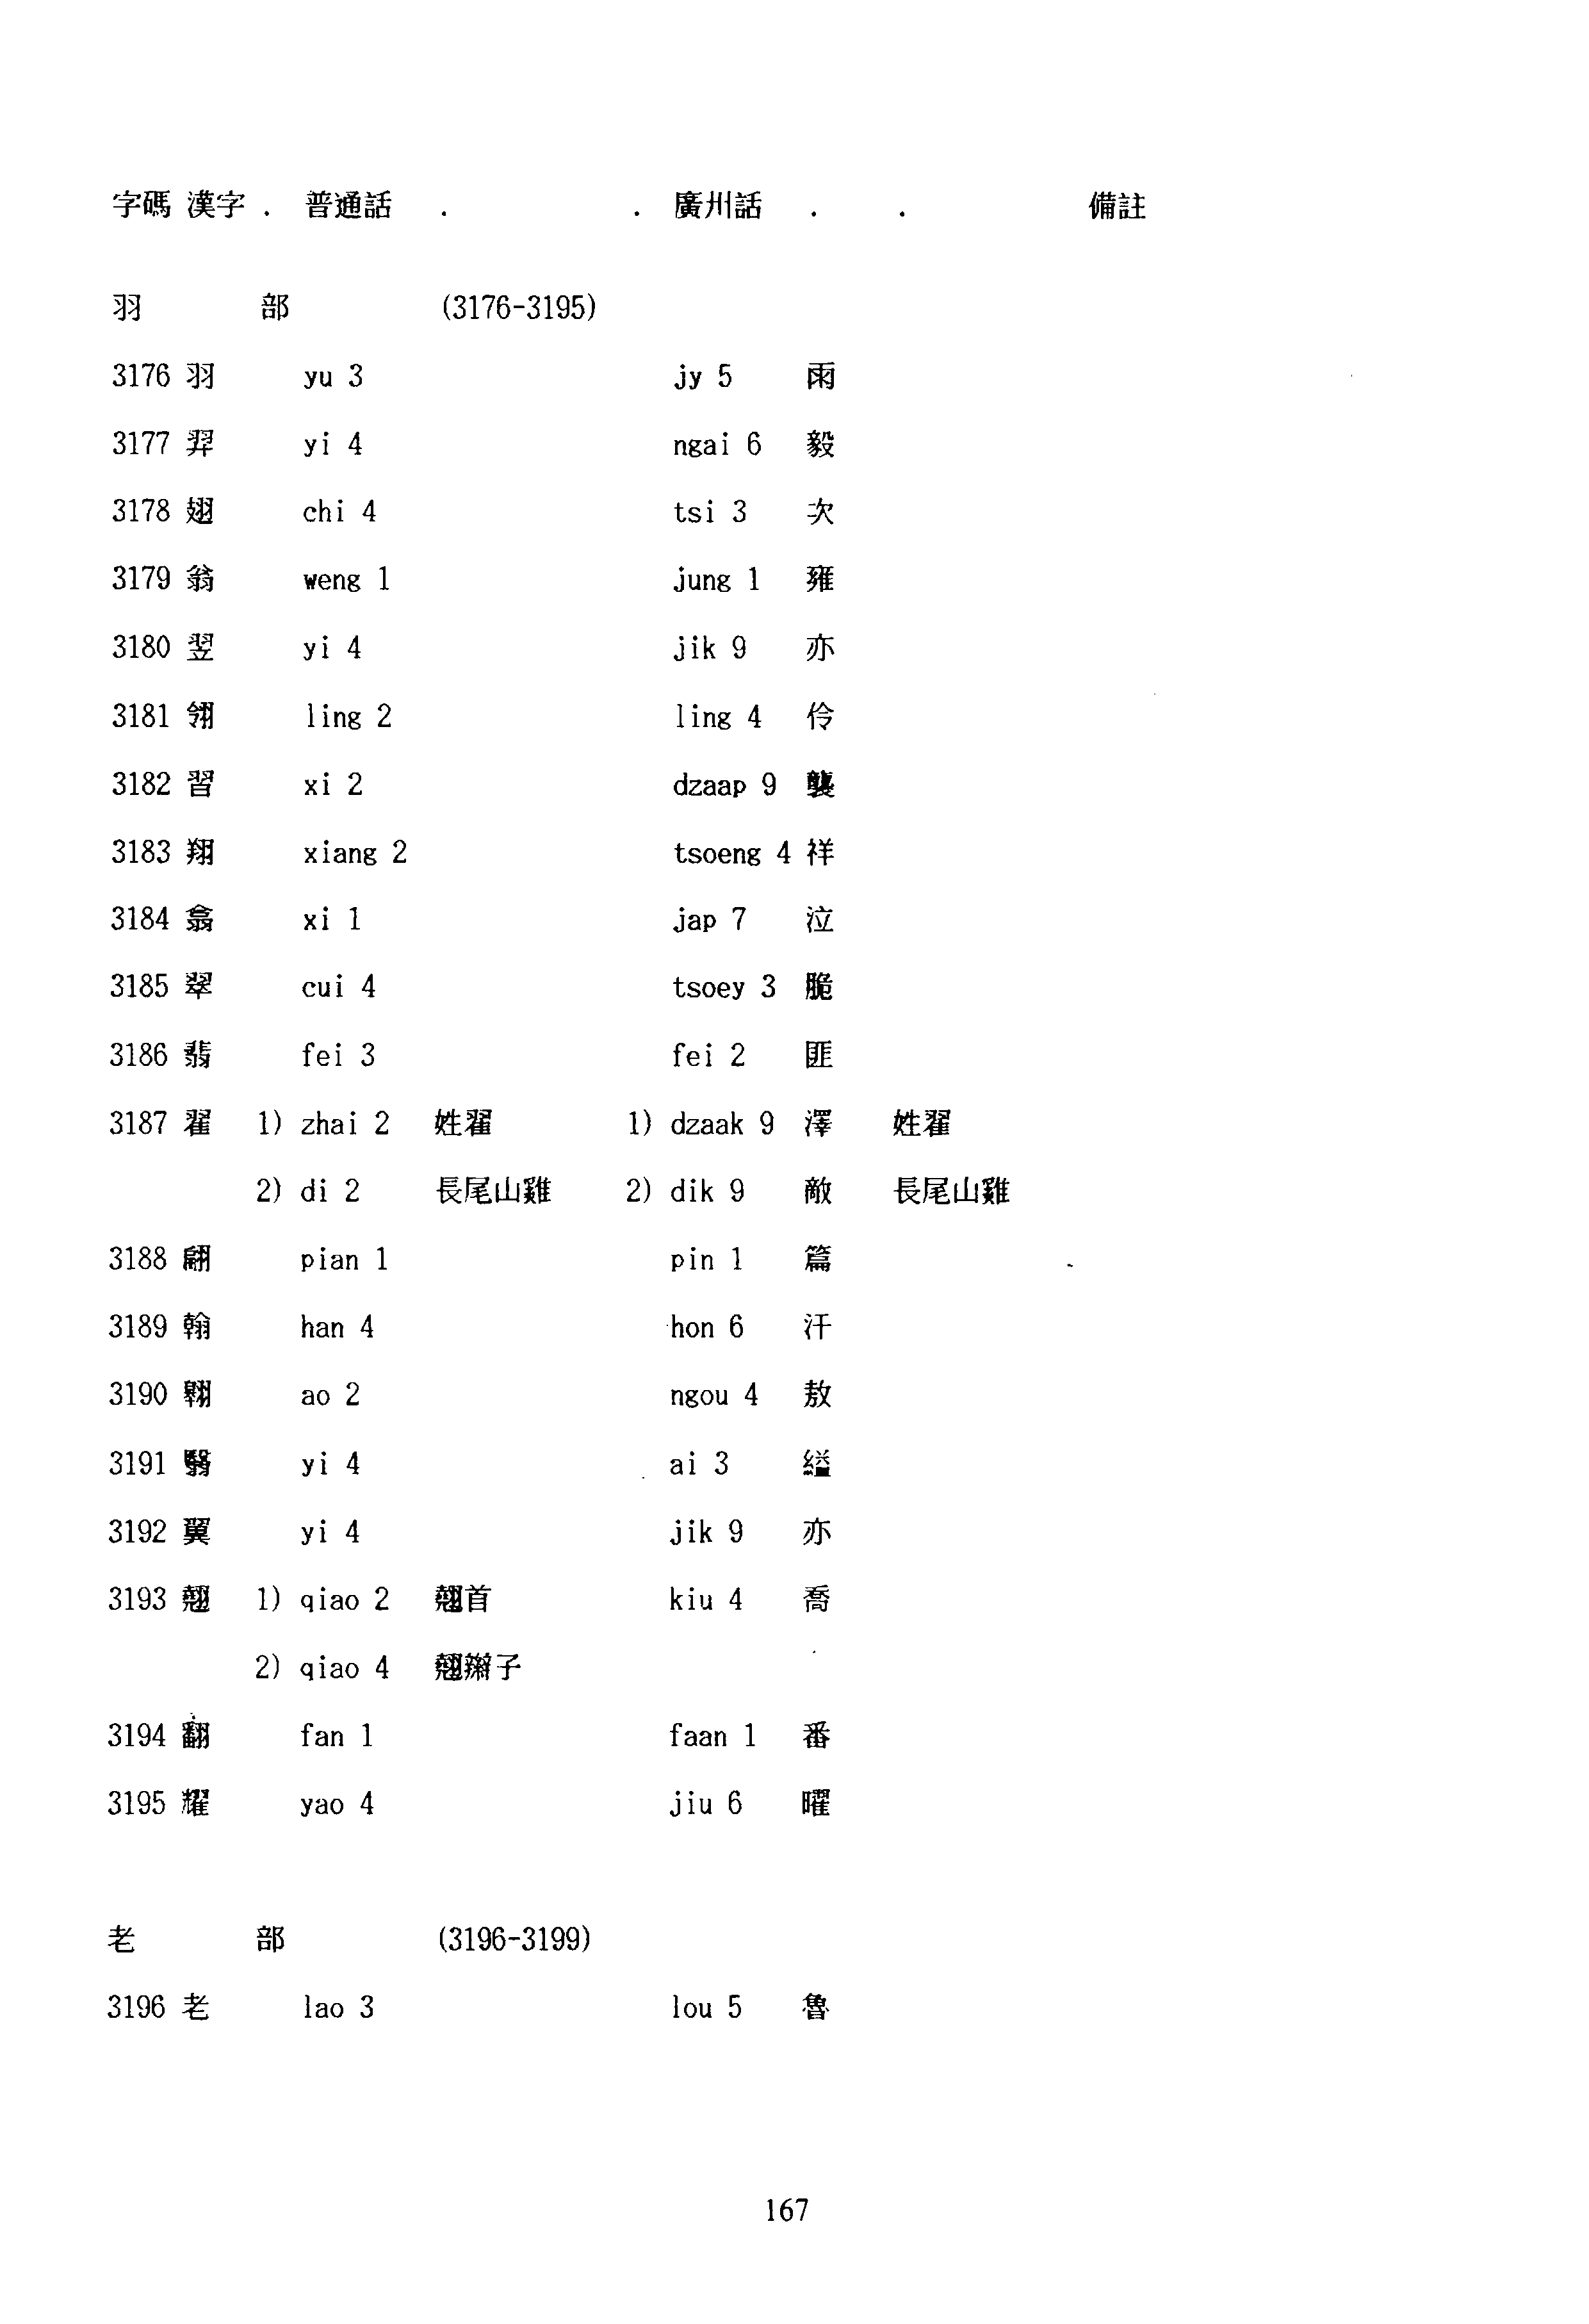 字碼 漢字 . 普通話 . . 廣州話 . . 備註
羽 部 (3176-3195)
3176 羽 yu 3 jy 5 雨
3177 羿 yi 4 ngai 6 毅
3178 翅 chi 4 tsi 3 次
3179 翁 weng 1 jung 1 雍
3180 翌 yi 4 jik 9 亦
3181 翎 ling 2 ling 4 伶
3182 習 xi 2 dzaap 9 襲
3183 翔 xiang 2 tsoeng 4 祥
3184 翕 xi 1 jap 7 泣
3185 翠 cui 4 tsoey 3 脆
3186 翡 fei 3 fei 2 匪
3187 翟 1) zhai 2 姓翟 1) dzaak 9 澤 姓翟
2) di 2 長尾山雞 2) dik 9 敵 長尾山雞
3188 翩 pian 1 pin 1 篇
3189 翰 han 4 hon 6 汗
3190 翱 ao 2 ngou 4 敖
3191 翳 yi 4 ai 3 縊
3192 翼 yi 4 jik 9 亦
3193 翹 1) qiao 2 翹首 kiu 4 喬
2) qiao 4 翹辮子
3194 翻 fan 1 faan 1 番
3195 耀 yao 4 jiu 6 曜
老 部 (3196-3199)
3196 老 lao 3 lou 5 魯
167